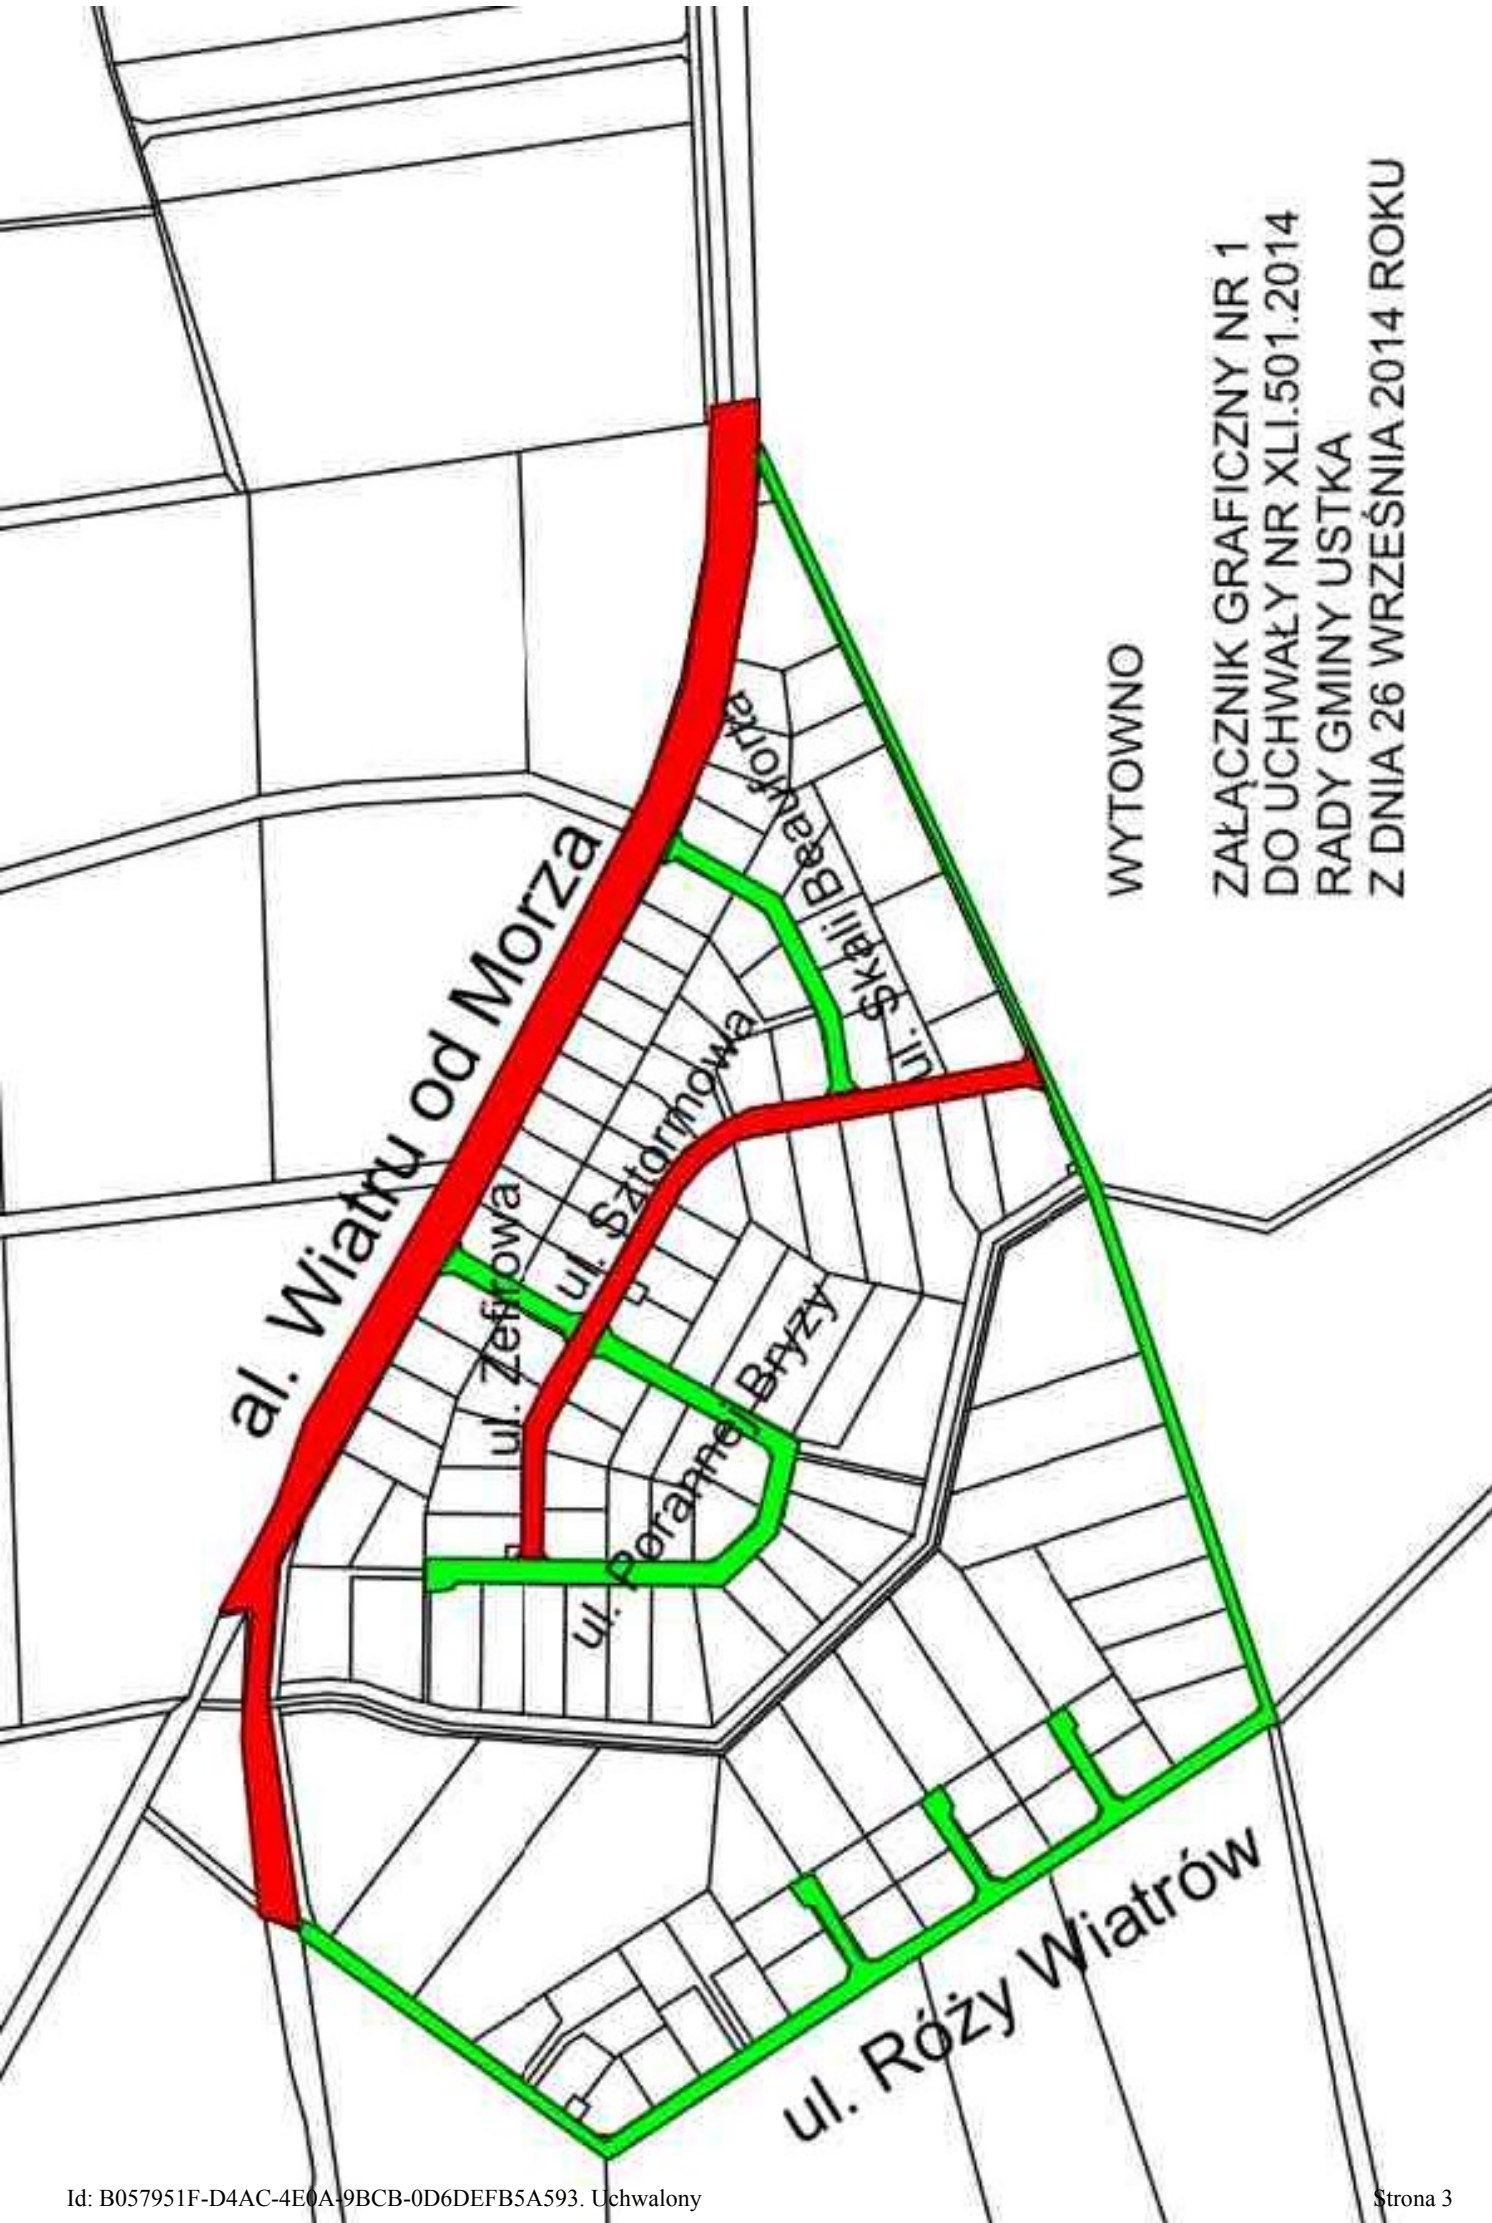 WYTOWNO
ZAŁĄCZNIK GRAFICZNY NR 1
DO UCHWAŁY NR XLI.501.2014
RADY GMINY USTKA
Z DNIA 26 WRZEŚNIA 2014 ROKU
al. Wiatru od Morza
ul. Skali Beauforta
ul. Sztormowa
ul. Zefirowa
ul. Porannej Bryzy
ul. Róży Wiatrów
Id: B057951F-D4AC-4E0A-9BCB-0D6DEFB5A593. Uchwalony
Strona 3